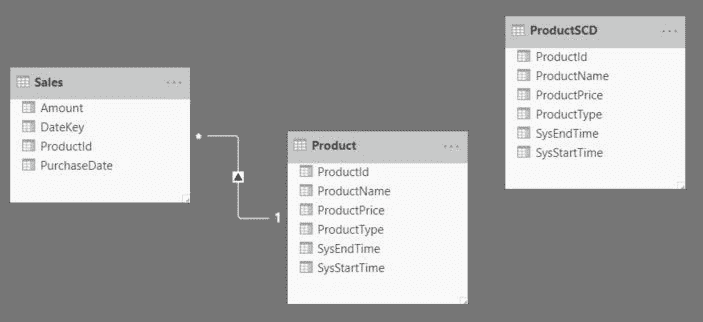 Sales
Amount
DateKey
ProductId
PurchaseDate
*
1
Product
ProductId
ProductName
ProductPrice
ProductType
SysEndTime
SysStartTime
ProductSCD
ProductId
ProductName
ProductPrice
ProductType
SysEndTime
SysStartTime